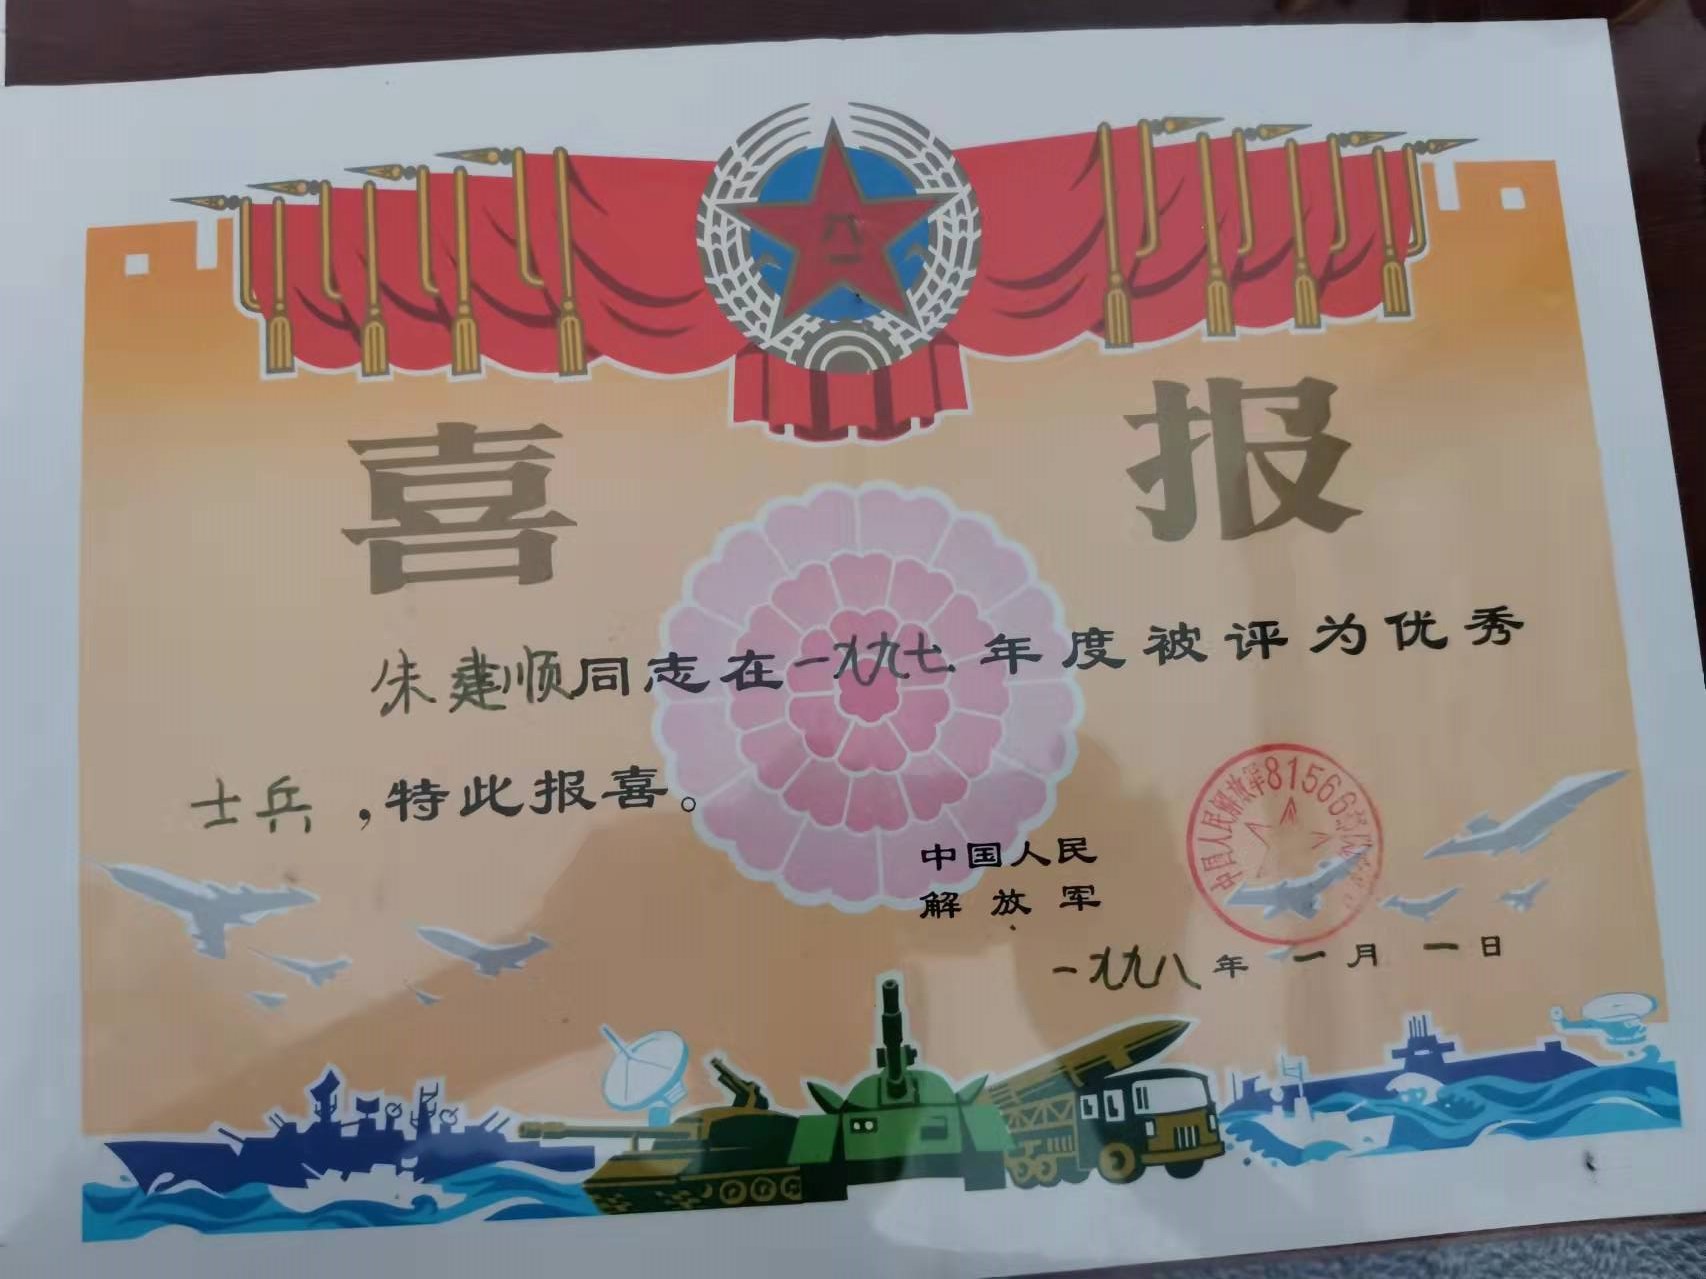 八一
喜报
朱建顺同志在一九九七年度被评为优秀
士兵，特此报喜。
中国人民
解放军
中国人民解放军81566部队
一九九八年一月一日